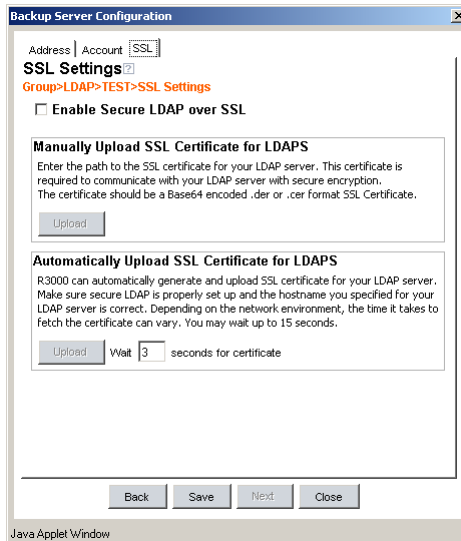 Backup Server Configuration
Address Account SSL
SSL Settings?
Group>LDAP>TEST>SSL Settings
Enable Secure LDAP over SSL
Manually Upload SSL Certificate for LDAPS
Enter the path to the SSL certificate for your LDAP server. This certificate is
required to communicate with your LDAP server with secure encryption.
The certificate should be a Base64 encoded .der or .cer format SSL Certificate.
Upload
Automatically Upload SSL Certificate for LDAPS
R3000 can automatically generate and upload SSL certificate for your LDAP server.
Make sure secure LDAP is properly set up and the hostname you specified for your
LDAP server is correct. Depending on the network environment, the time it takes to
fetch the certificate can vary. You may wait up to 15 seconds.
Upload Wait 3 seconds for certificate
Back Save Next Close
Java Applet Window